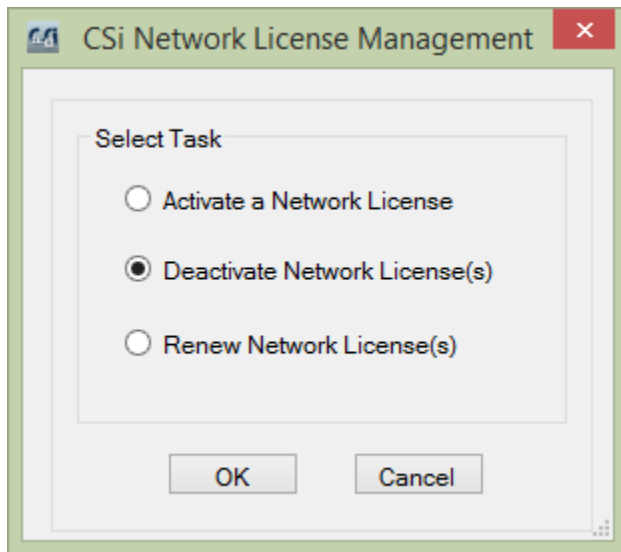 CSi Network License Management
Select Task
Activate a Network License
Deactivate Network License(s)
Renew Network License(s)
OK Cancel